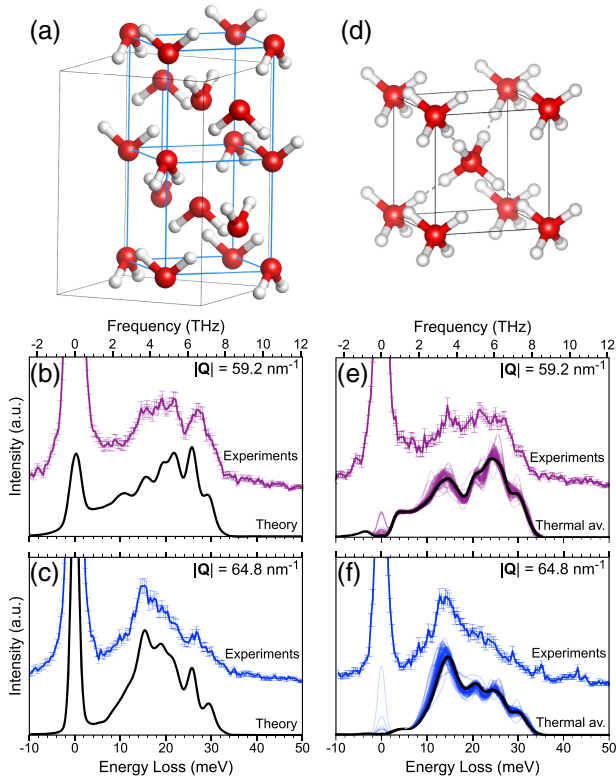 (a)
(d)
Frequency (THz)
-2 0 2 4 6 8 10 12
(b)
|Q| = 59.2 nm-1
Experiments
Theory
Intensity (a.u.)
(c)
|Q| = 64.8 nm-1
Experiments
Theory
Intensity (a.u.)
-10 0 10 20 30 40 50
Energy Loss (meV)
Frequency (THz)
-2 0 2 4 6 8 10 12
(e)
|Q| = 59.2 nm-1
Experiments
Thermal av.
(f)
|Q| = 64.8 nm-1
Experiments
Thermal av.
-10 0 10 20 30 40 50
Energy Loss (meV)